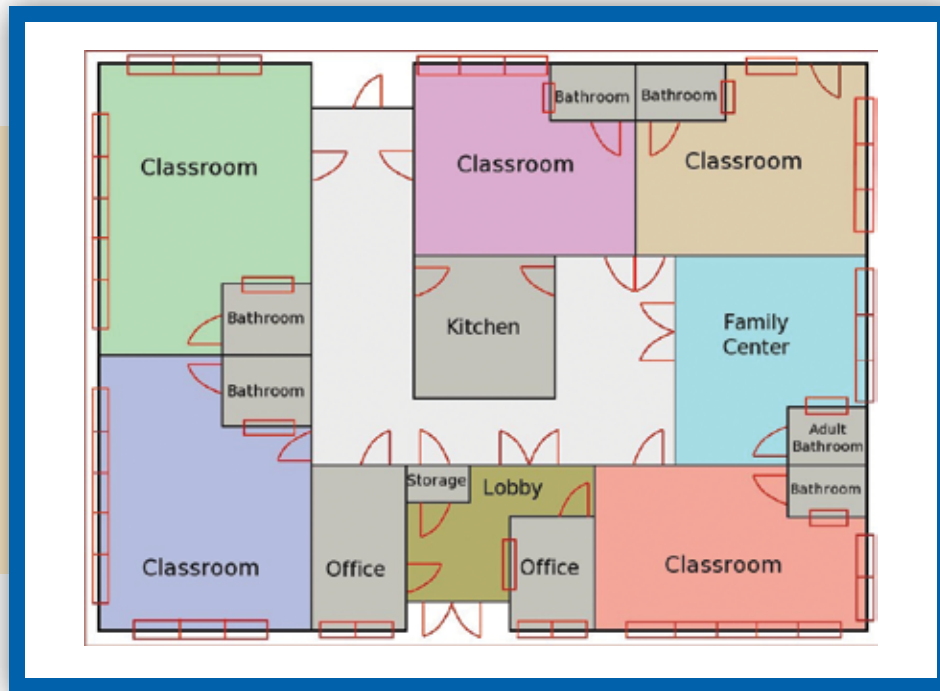 Bathroom
Bathroom
Classroom
Classroom
Classroom
Bathroom
Kitchen
Family
Center
Bathroom
Adult
Bathroom
Storage
Lobby
Bathroom
Classroom
Office
Office
Classroom